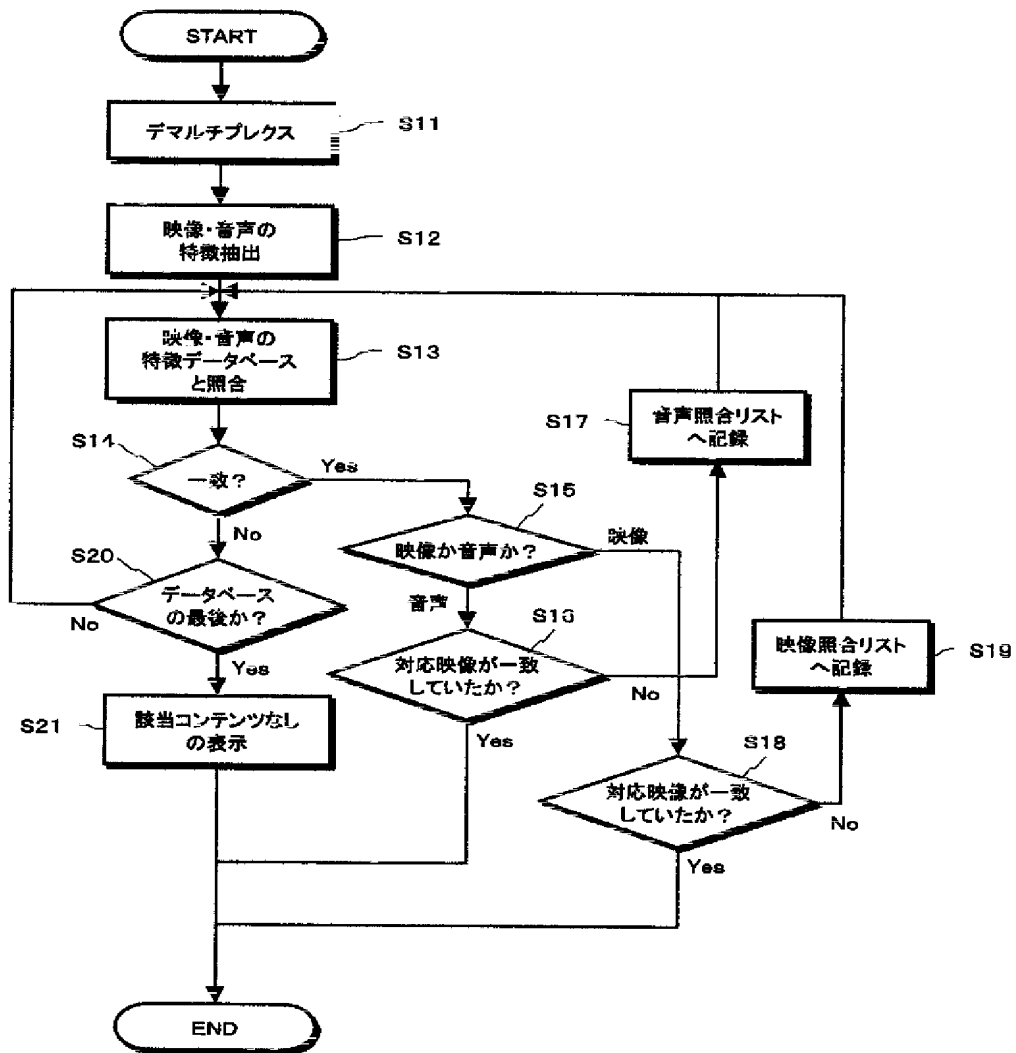 START
デマルチプレクス
S11
映像・音声の
特徴抽出
S12
映像・音声の
特徴データベース
と照合
S13
S14
一致?
Yes
No
S15
映像か音声か?
映像
音声
S16
対応映像が一致
していたか?
No
Yes
S17
音声照合リスト
へ記録
S18
対応映像が一致
していたか?
No
Yes
映像照合リスト
へ記録
S19
S20
データベース
の最後か?
No
Yes
S21
該当コンテンツなし
の表示
END